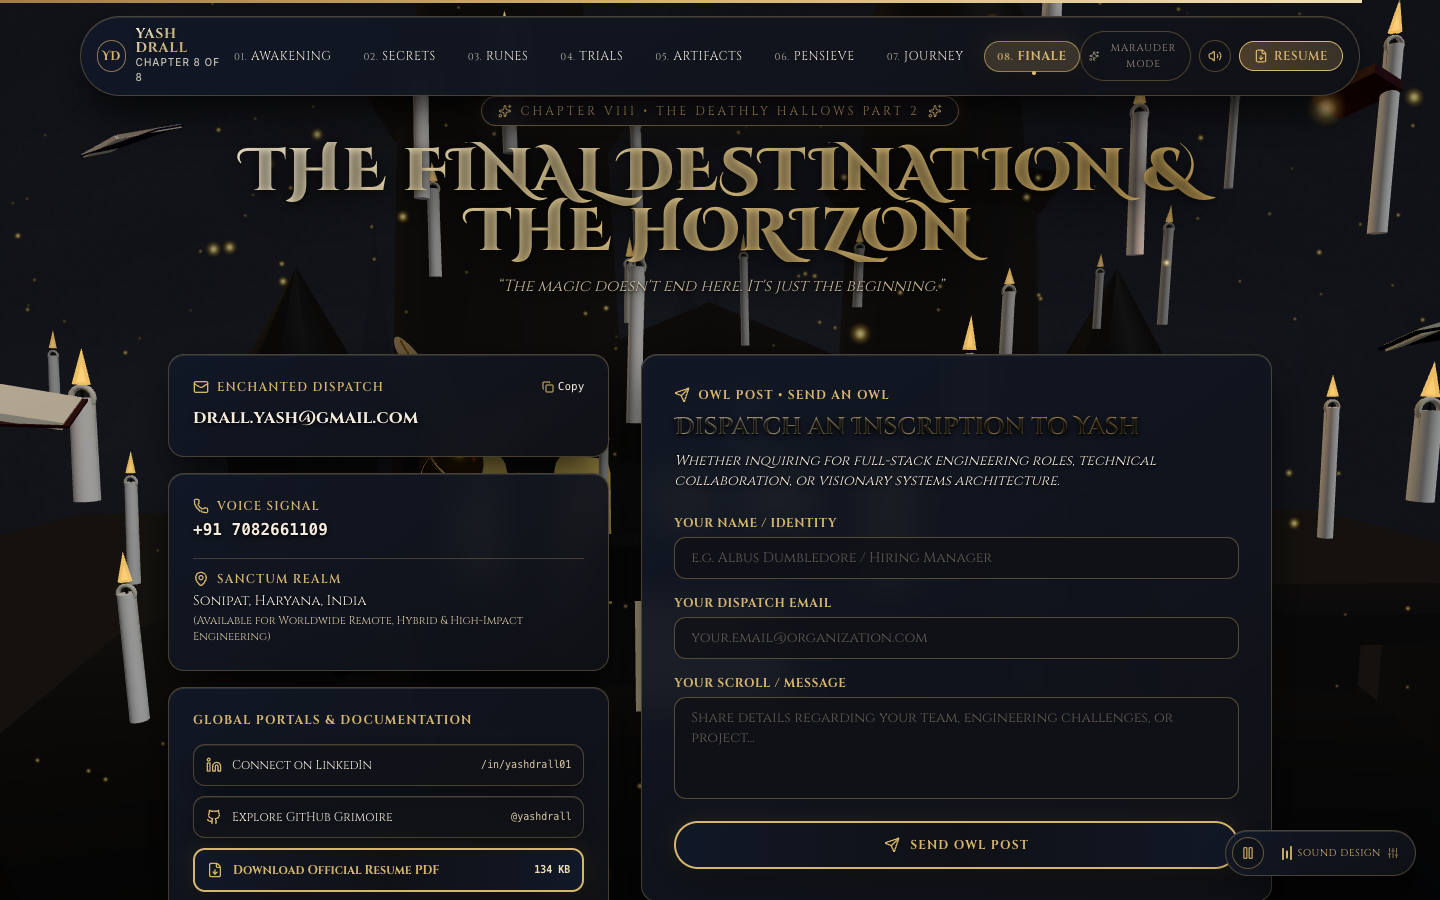 YD
YASH
DRALL
CHAPTER 8 OF
8
01. AWAKENING
02. SECRETS
03. RUNES
04. TRIALS
05. ARTIFACTS
06. PENSIEVE
07. JOURNEY
08. FINALE
MARAUDER
MODE
RESUME
CHAPTER VIII • THE DEATHLY HALLOWS PART 2
THE FINAL DESTINATION &
THE HORIZON
“The magic doesn't end here. It's just the beginning.”
ENCHANTED DISPATCH
Copy
DRALL.YASH@GMAIL.COM
VOICE SIGNAL
+91 7082661109
SANCTUM REALM
Sonipat, Haryana, India
(Available for Worldwide Remote, Hybrid & High-Impact
Engineering)
GLOBAL PORTALS & DOCUMENTATION
Connect on LinkedIn
/in/yashdrall01
Explore GitHub Grimoire
@yashdrall
Download Official Resume PDF
134 KB
OWL POST • SEND AN OWL
Dispatch an Inscription to Yash
Whether inquiring for full-stack engineering roles, technical
collaboration, or visionary systems architecture.
YOUR NAME / IDENTITY
e.g. Albus Dumbledore / Hiring Manager
YOUR DISPATCH EMAIL
your.email@organization.com
YOUR SCROLL / MESSAGE
Share details regarding your team, engineering challenges, or
project...
SEND OWL POST
SOUND DESIGN